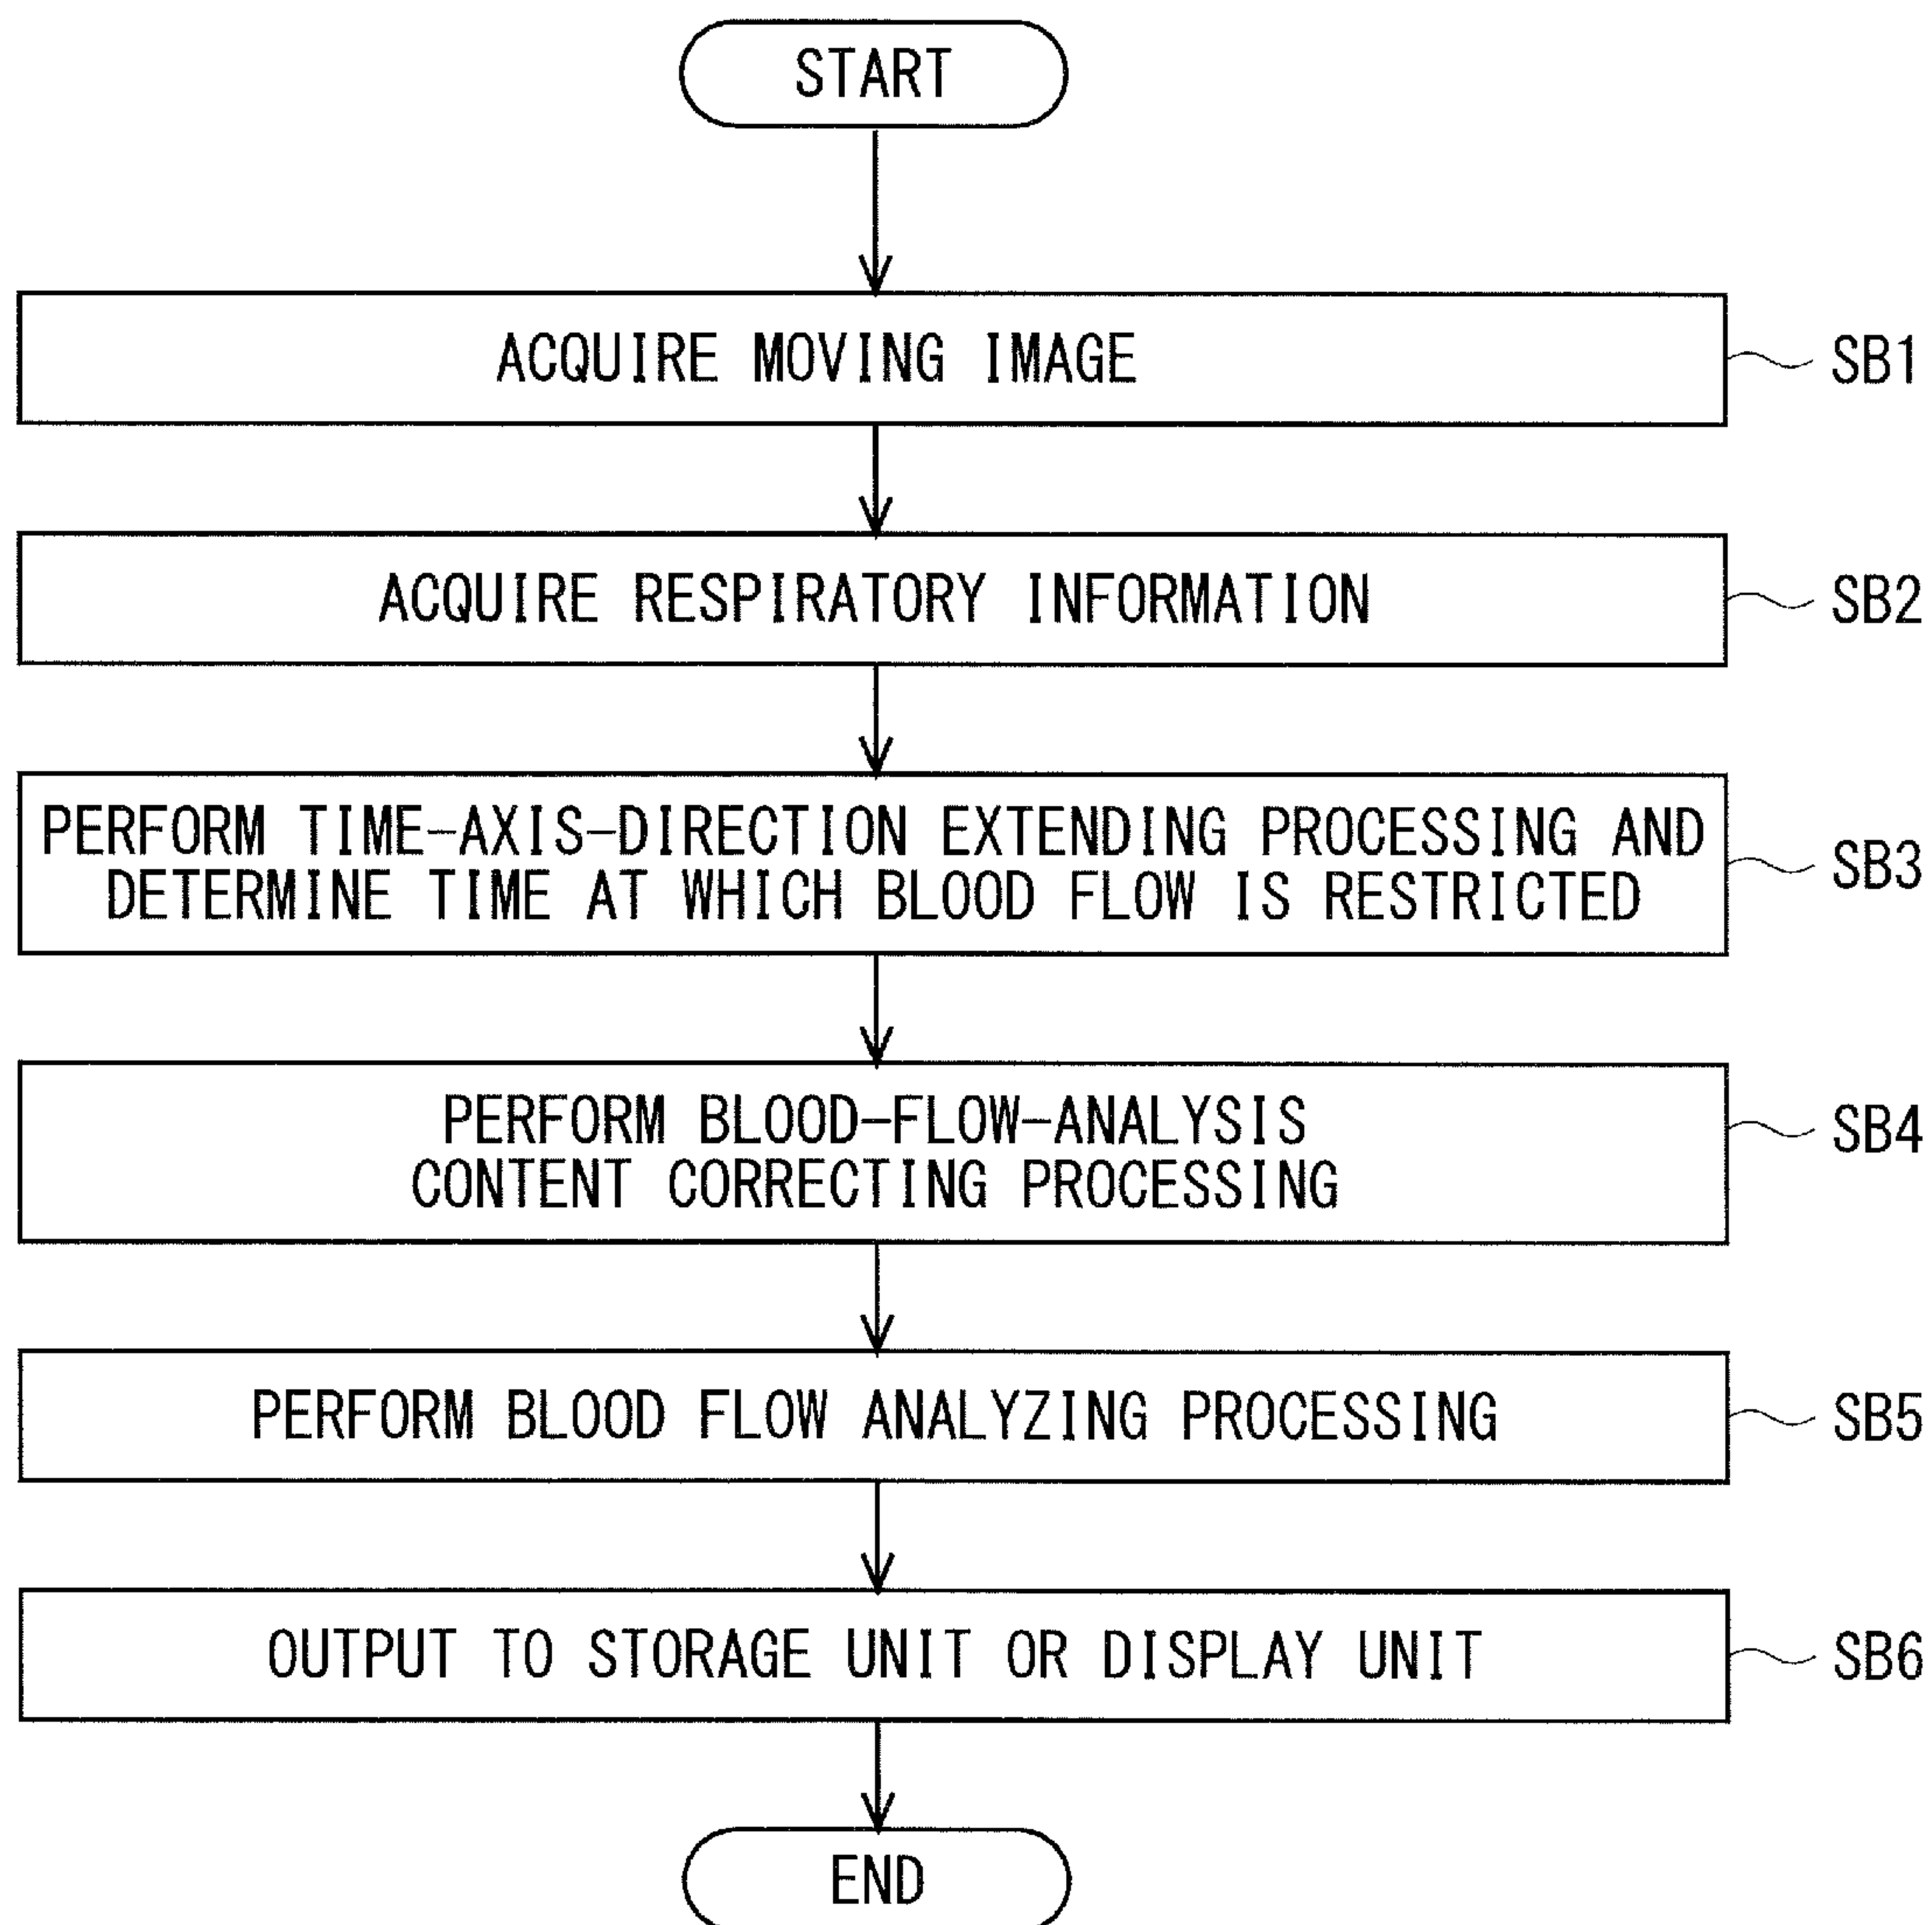 START
ACQUIRE MOVING IMAGE
SB1
ACQUIRE RESPIRATORY INFORMATION
SB2
PERFORM TIME-AXIS-DIRECTION EXTENDING PROCESSING AND
DETERMINE TIME AT WHICH BLOOD FLOW IS RESTRICTED
SB3
PERFORM BLOOD-FLOW-ANALYSIS
CONTENT CORRECTING PROCESSING
SB4
PERFORM BLOOD FLOW ANALYZING PROCESSING
SB5
OUTPUT TO STORAGE UNIT OR DISPLAY UNIT
SB6
END